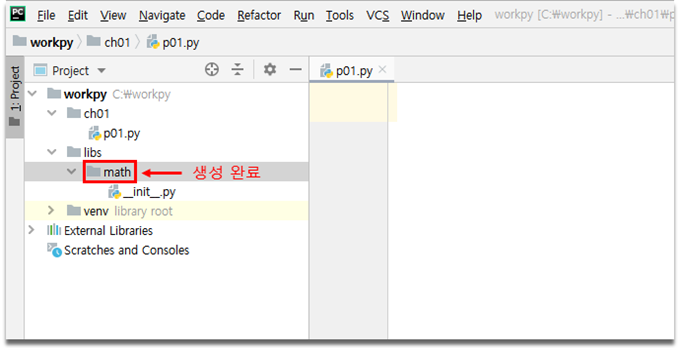 PC File Edit View Navigate Code Refactor Run Tools VCS Window Help workpy [C:₩workpy] - ...₩ch01₩p
workpy ch01 p01.py
1: Project
Project
p01.py
workpy C:₩workpy
ch01
p01.py
libs
math 생성 완료
__init__.py
venv library root
External Libraries
Scratches and Consoles